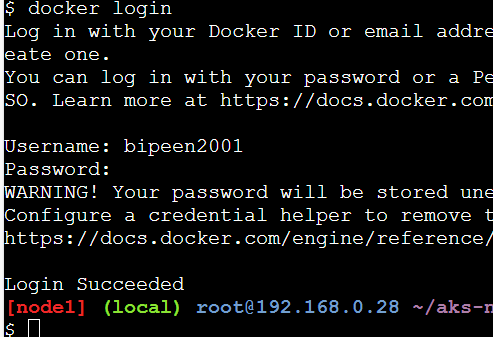 $ docker login
Log in with your Docker ID or email addre
eate one.
You can log in with your password or a Pe
SO. Learn more at https://docs.docker.com
Username: bipeen2001
Password:
WARNING! Your password will be stored une
Configure a credential helper to remove t
https://docs.docker.com/engine/reference/
Login Succeeded
[node1] (local) root@192.168.0.28 ~/aks-n
$